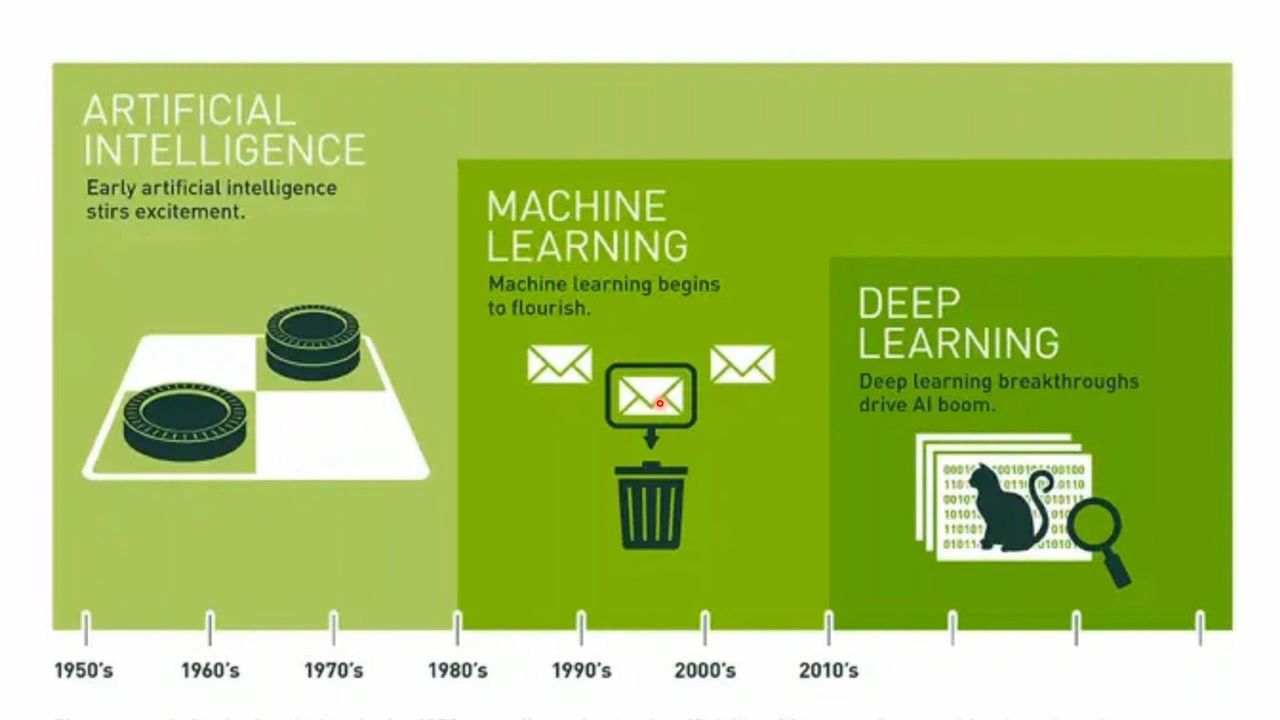 ARTIFICIAL
INTELLIGENCE
Early artificial intelligence
stirs excitement.
MACHINE
LEARNING
Machine learning begins
to flourish.
DEEP
LEARNING
Deep learning breakthroughs
drive AI boom.
1950's
1960's
1970's
1980's
1990's
2000's
2010's